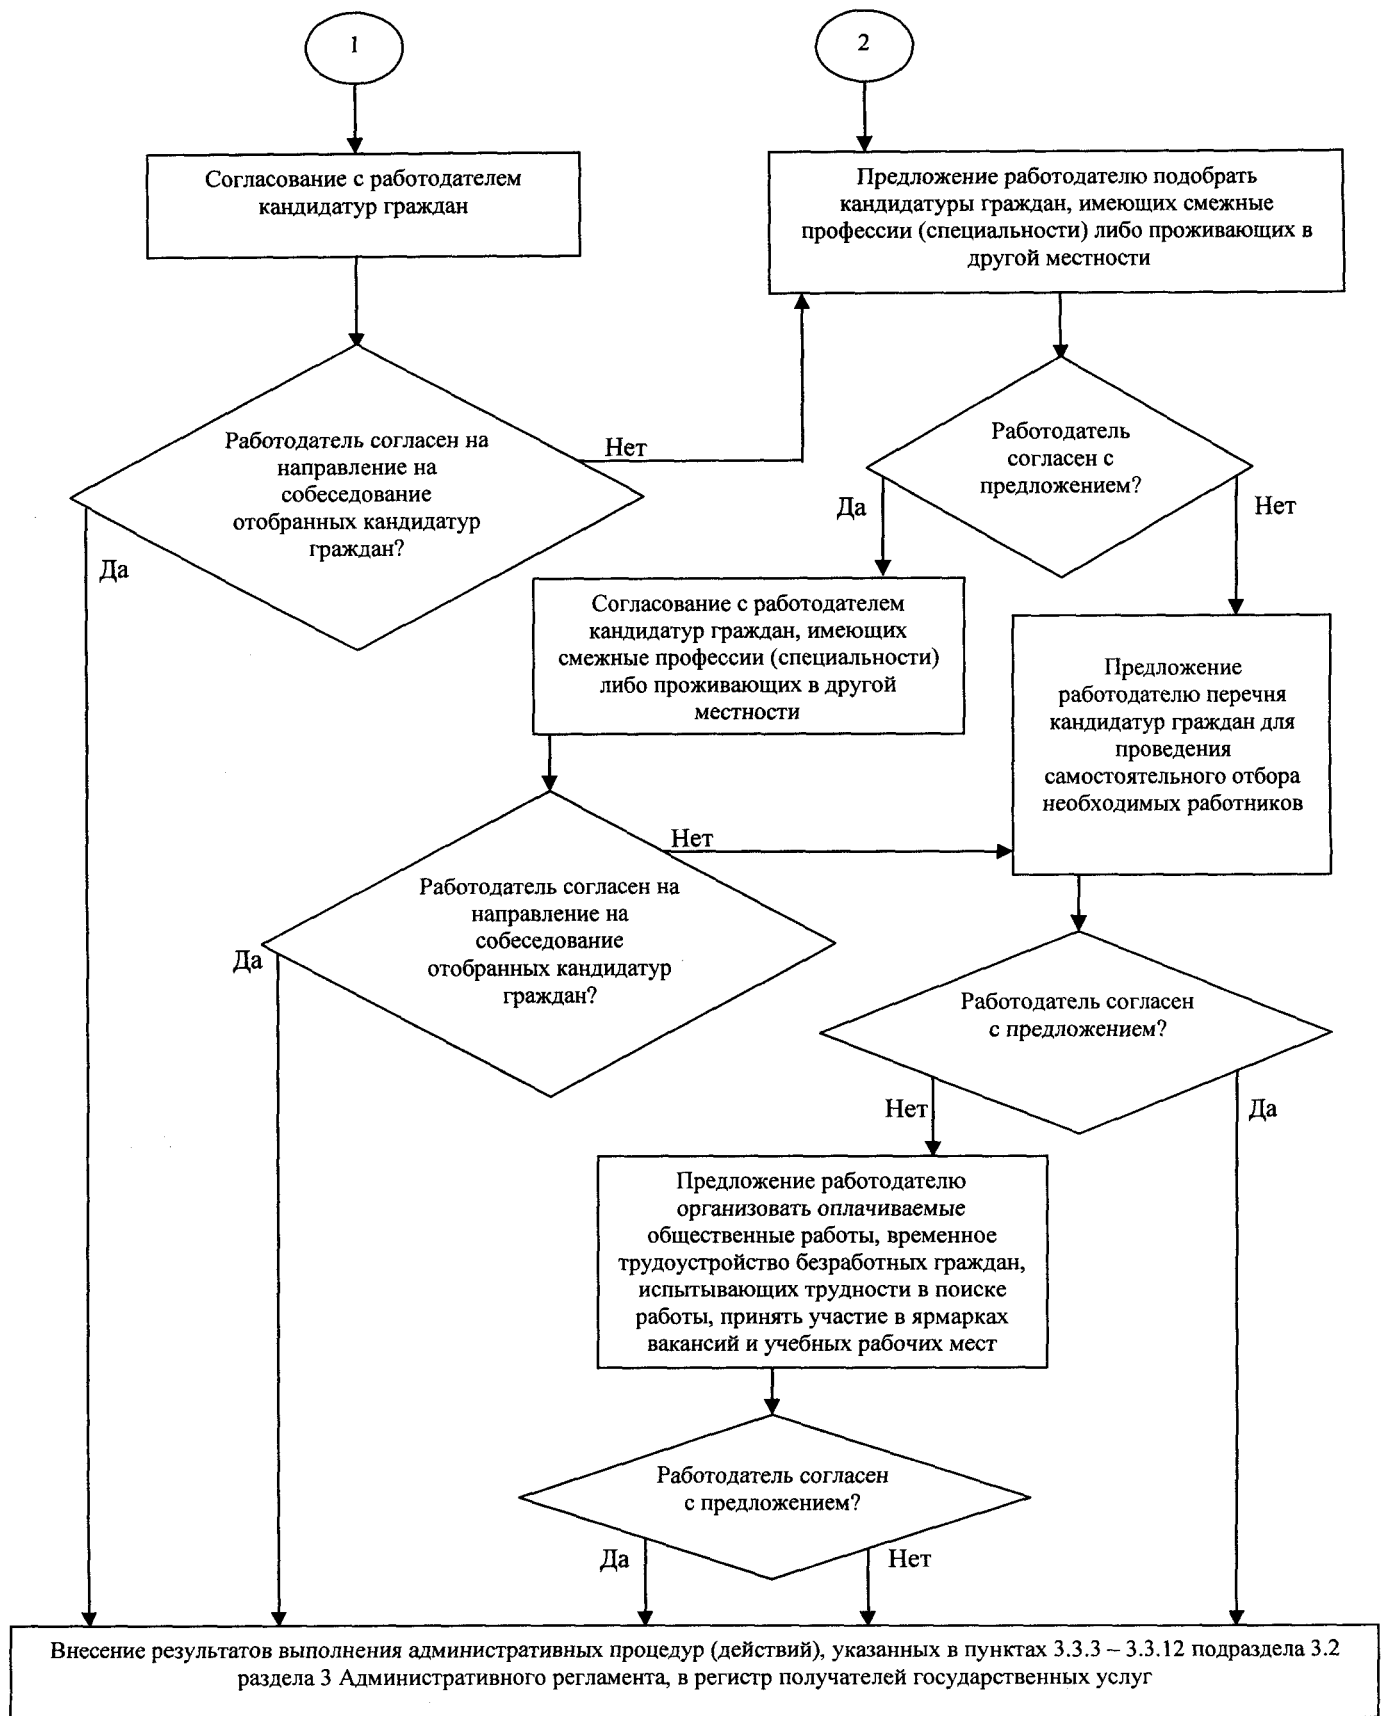 1
2
Согласование с работодателем
кандидатур граждан
Предложение работодателю подобрать
кандидатуры граждан, имеющих смежные
профессии (специальности) либо проживающих в
другой местности
Работодатель согласен на
направление на
собеседование
отобранных кандидатур
граждан?
Нет
Да
Работодатель
согласен с
предложением?
Да
Нет
Согласование с работодателем
кандидатур граждан, имеющих
смежные профессии (специальности)
либо проживающих в другой
местности
Предложение
работодателю перечня
кандидатур граждан для
проведения
самостоятельного отбора
необходимых работников
Работодатель согласен на
направление на
собеседование
отобранных кандидатур
граждан?
Нет
Да
Работодатель согласен
с предложением?
Нет
Да
Предложение работодателю
организовать оплачиваемые
общественные работы, временное
трудоустройство безработных граждан,
испытывающих трудности в поиске
работы, принять участие в ярмарках
вакансий и учебных рабочих мест
Работодатель согласен
с предложением?
Да
Нет
Внесение результатов выполнения административных процедур (действий), указанных в пунктах 3.3.3 – 3.3.12 подраздела 3.2
раздела 3 Административного регламента, в регистр получателей государственных услуг